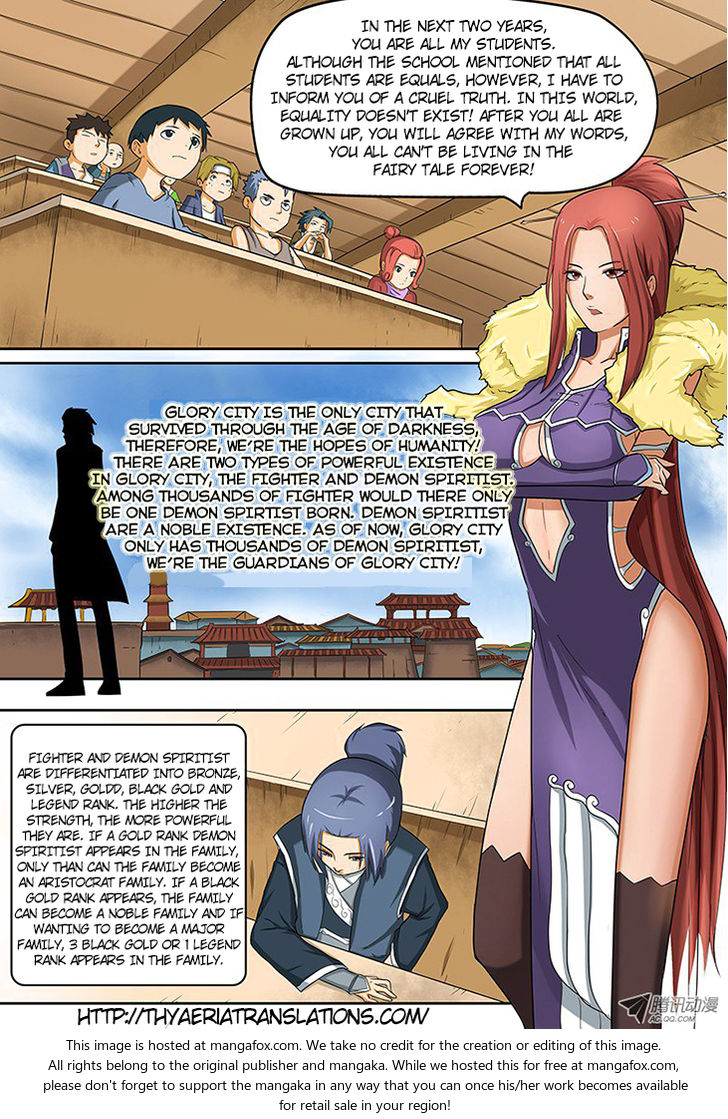 IN THE NEXT TWO YEARS,
YOU ARE ALL MY STUDENTS.
ALTHOUGH THE SCHOOL MENTIONED THAT ALL
STUDENTS ARE EQUALS, HOWEVER, I HAVE TO
INFORM YOU OF A CRUEL TRUTH. IN THIS WORLD,
EQUALITY DOESN'T EXIST! AFTER YOU ALL ARE
GROWN UP, YOU WILL AGREE WITH MY WORDS,
YOU ALL CAN'T BE LIVING IN THE
FAIRY TALE FOREVER!
GLORY CITY IS THE ONLY CITY THAT
SURVIVED THROUGH THE AGE OF DARKNESS,
THEREFORE, WE'RE THE HOPES OF HUMANITY!
THERE ARE TWO TYPES OF POWERFUL EXISTENCE
IN GLORY CITY, THE FIGHTER AND DEMON SPIRITIST.
AMONG THOUSANDS OF FIGHTER WOULD THERE ONLY
BE ONE DEMON SPIRTIST BORN. DEMON SPIRITIST
ARE A NOBLE EXISTENCE. AS OF NOW, GLORY CITY
ONLY HAS THOUSANDS OF DEMON SPIRITIST,
WE'RE THE GUARDIANS OF GLORY CITY!
FIGHTER AND DEMON SPIRITIST
ARE DIFFERENTIATED INTO BRONZE,
SILVER, GOLDD, BLACK GOLD AND
LEGEND RANK. THE HIGHER THE
STRENGTH, THE MORE POWERFUL
THEY ARE. IF A GOLD RANK DEMON
SPIRITIST APPEARS IN THE FAMILY,
ONLY THAN CAN THE FAMILY BECOME
AN ARISTOCRAT FAMILY. IF A BLACK
GOLD RANK APPEARS, THE FAMILY
CAN BECOME A NOBLE FAMILY AND IF
WANTING TO BECOME A MAJOR
FAMILY, 3 BLACK GOLD OR 1 LEGEND
RANK APPEARS IN THE FAMILY.
腾讯动漫
AC.QQ.COM
HTTP://THYAERIATRANSLATIONS.COM/
This image is hosted at mangafox.com. We take no credit for the creation or editing of this image.
All rights belong to the original publisher and mangaka. While we hosted this for free at mangafox.com,
please don't forget to support the mangaka in any way that you can once his/her work becomes available
for retail sale in your region!